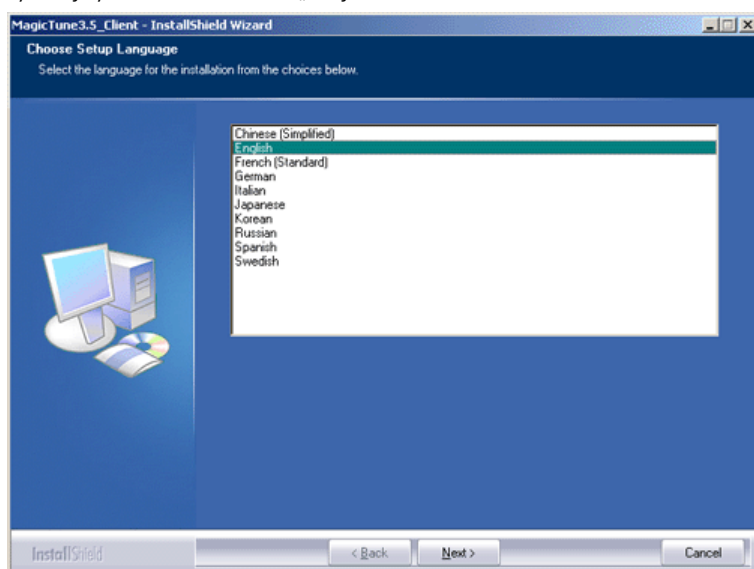 MagicTune3.5_Client - InstallShield Wizard
Choose Setup Language
Select the language for the installation from the choices below.
Chinese (Simplified)
English
French (Standard)
German
Italian
Japanese
Korean
Russian
Spanish
Swedish
InstallShield
< Back
Next >
Cancel